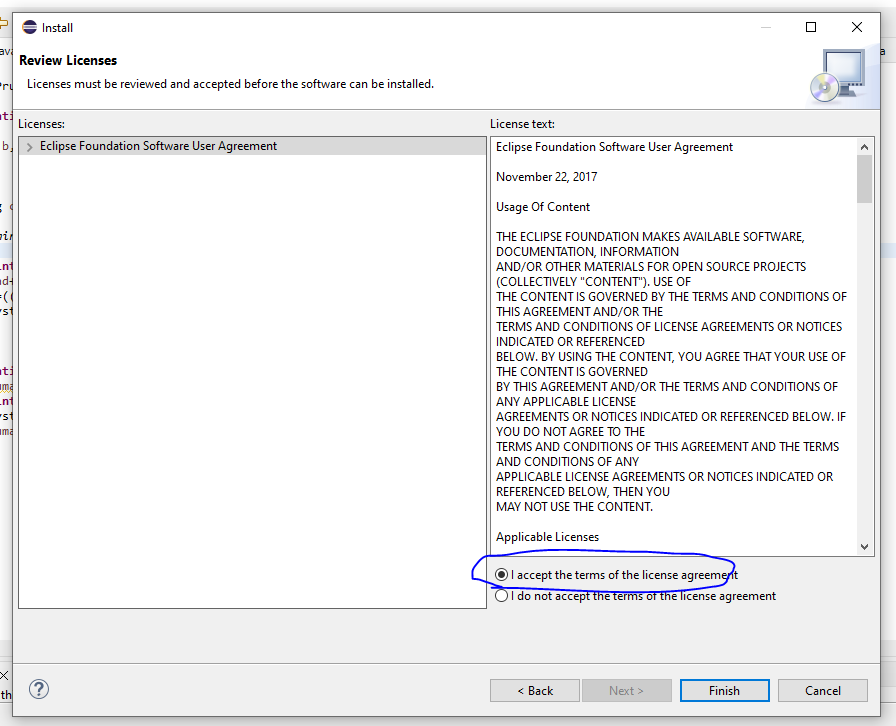 Install
Review Licenses
Licenses must be reviewed and accepted before the software can be installed.
Licenses:
Eclipse Foundation Software User Agreement
License text:
Eclipse Foundation Software User Agreement
November 22, 2017
Usage Of Content
THE ECLIPSE FOUNDATION MAKES AVAILABLE SOFTWARE,
DOCUMENTATION, INFORMATION
AND/OR OTHER MATERIALS FOR OPEN SOURCE PROJECTS
(COLLECTIVELY "CONTENT"). USE OF
THE CONTENT IS GOVERNED BY THE TERMS AND CONDITIONS OF
THIS AGREEMENT AND/OR THE
TERMS AND CONDITIONS OF LICENSE AGREEMENTS OR NOTICES
INDICATED OR REFERENCED
BELOW. BY USING THE CONTENT, YOU AGREE THAT YOUR USE OF
THE CONTENT IS GOVERNED
BY THIS AGREEMENT AND/OR THE TERMS AND CONDITIONS OF
ANY APPLICABLE LICENSE
AGREEMENTS OR NOTICES INDICATED OR REFERENCED BELOW. IF
YOU DO NOT AGREE TO THE
TERMS AND CONDITIONS OF THIS AGREEMENT AND THE TERMS
AND CONDITIONS OF ANY
APPLICABLE LICENSE AGREEMENTS OR NOTICES INDICATED OR
REFERENCED BELOW, THEN YOU
MAY NOT USE THE CONTENT.
Applicable Licenses
I accept the terms of the license agreement
I do not accept the terms of the license agreement
?
< Back
Next >
Finish
Cancel